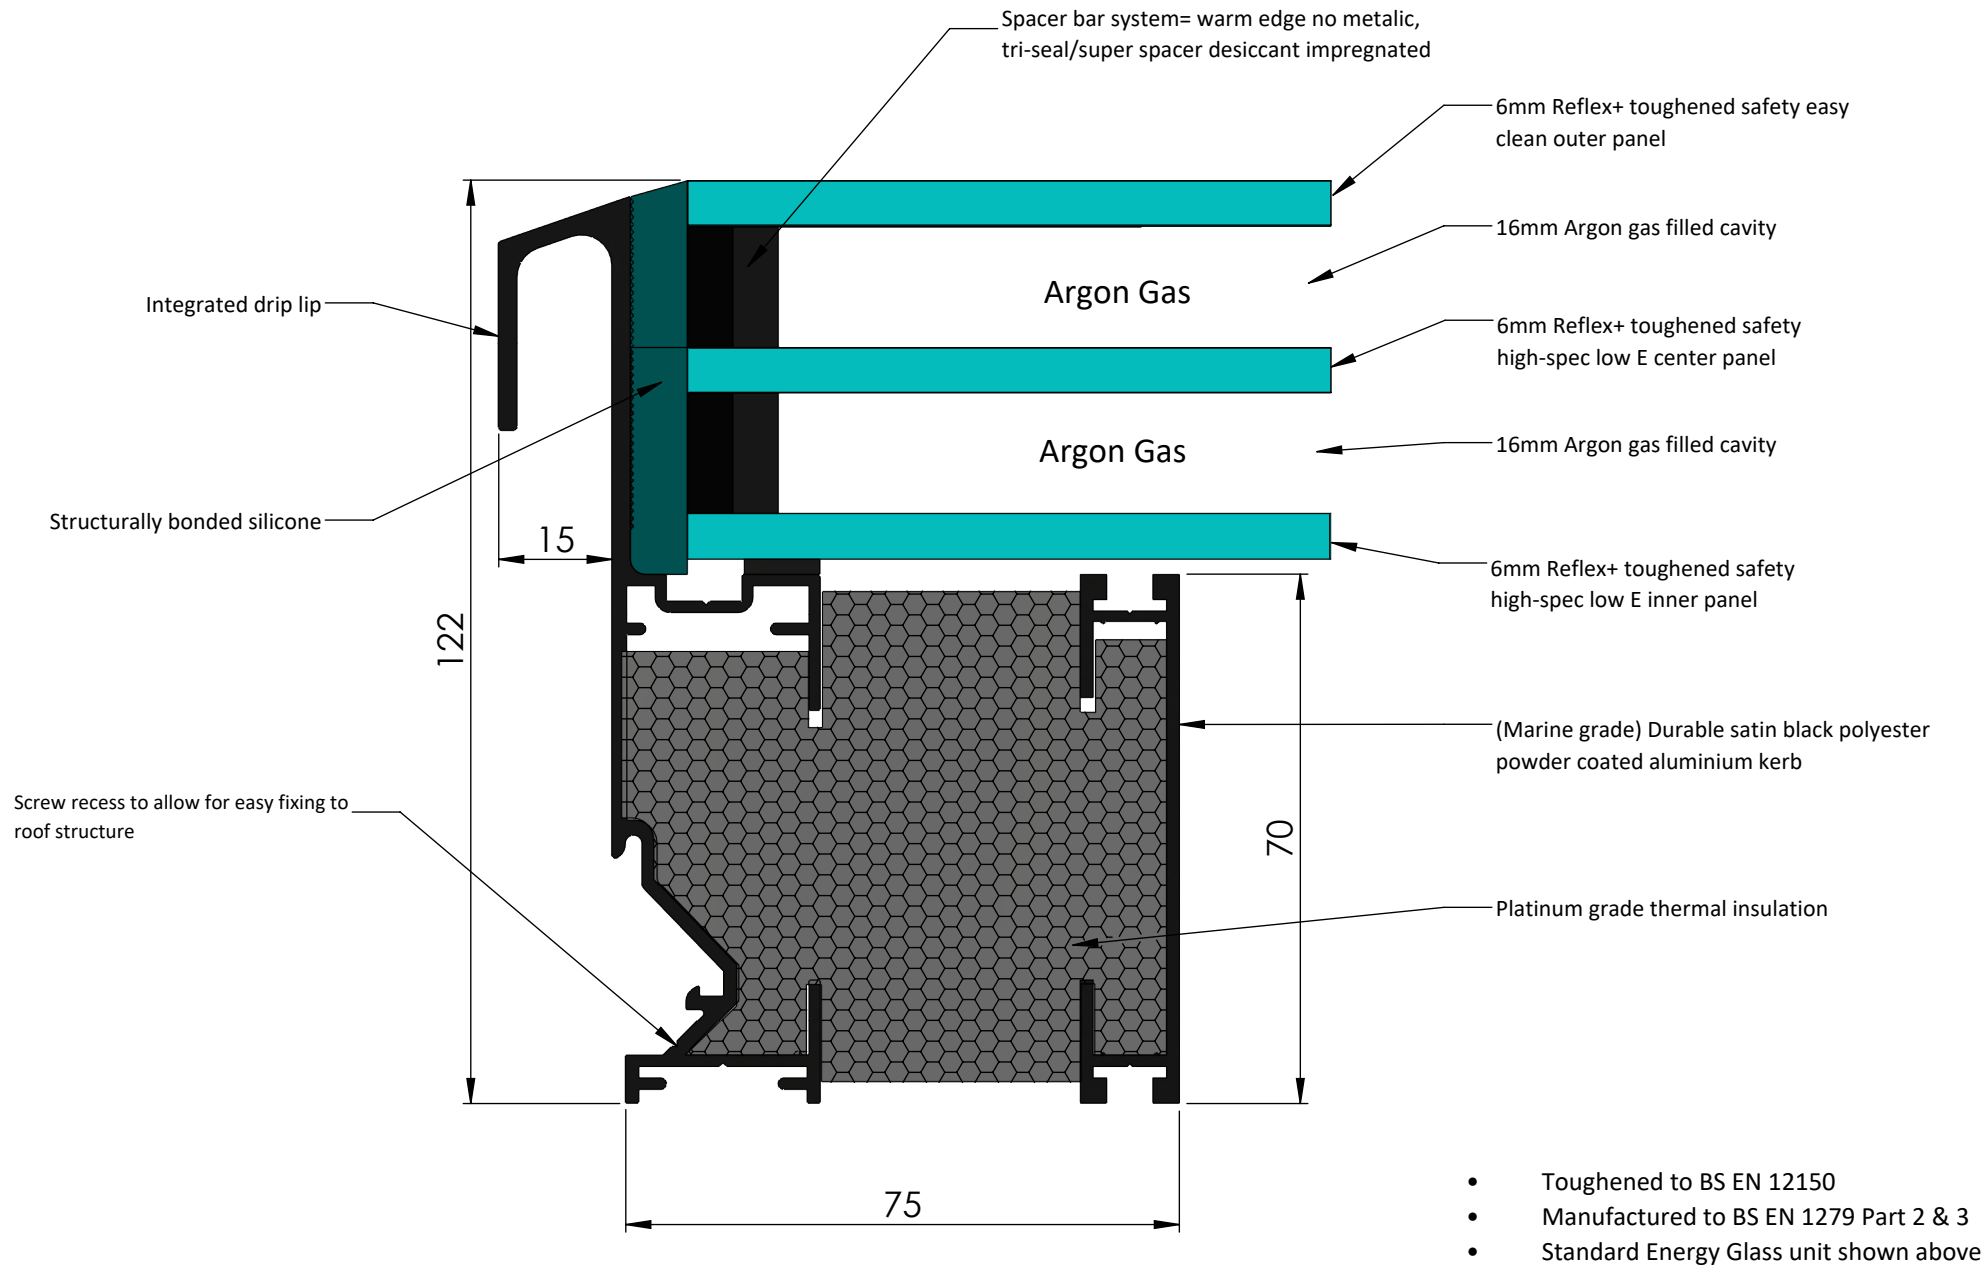 Spacer bar system= warm edge no metalic,
tri-seal/super spacer desiccant impregnated
6mm Reflex+ toughened safety easy
clean outer panel
16mm Argon gas filled cavity
Argon Gas
Integrated drip lip
6mm Reflex+ toughened safety
high-spec low E center panel
16mm Argon gas filled cavity
Argon Gas
Structurally bonded silicone
15
6mm Reflex+ toughened safety
high-spec low E inner panel
122
(Marine grade) Durable satin black polyester
powder coated aluminium kerb
Screw recess to allow for easy fixing to
roof structure
70
Platinum grade thermal insulation
75
• Toughened to BS EN 12150
• Manufactured to BS EN 1279 Part 2 & 3
• Standard Energy Glass unit shown above